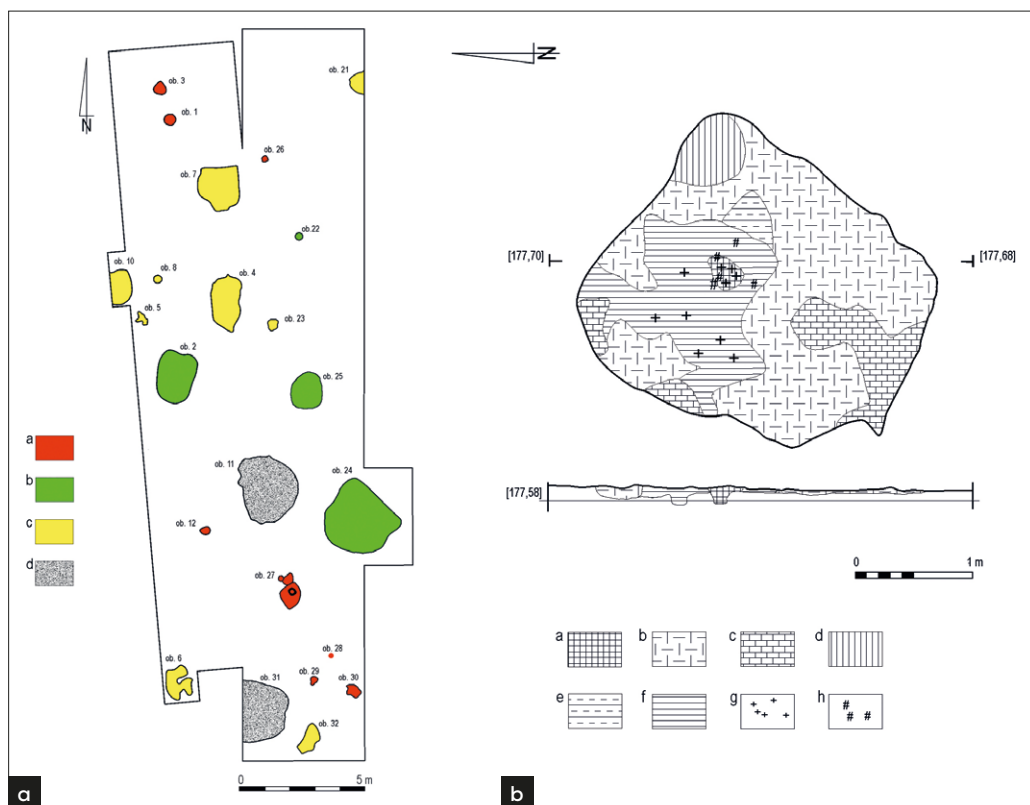 N
ob. 3
ob. 1
ob. 21
ob. 26
ob. 7
ob.22
ob. 10
ob. 8
ob. 4
ob. 5
ob. 23
ob. 2
ob. 25
a
b
c
d
ob. 11
ob. 24
ob. 12
ob. 27
ob. 28
ob. 6
ob. 31
ob. 29
ob. 30
ob. 32
0 5 m
a
N
[177,70]
[177,68]
[177,58]
0 1 m
a b c d
e f g h
b